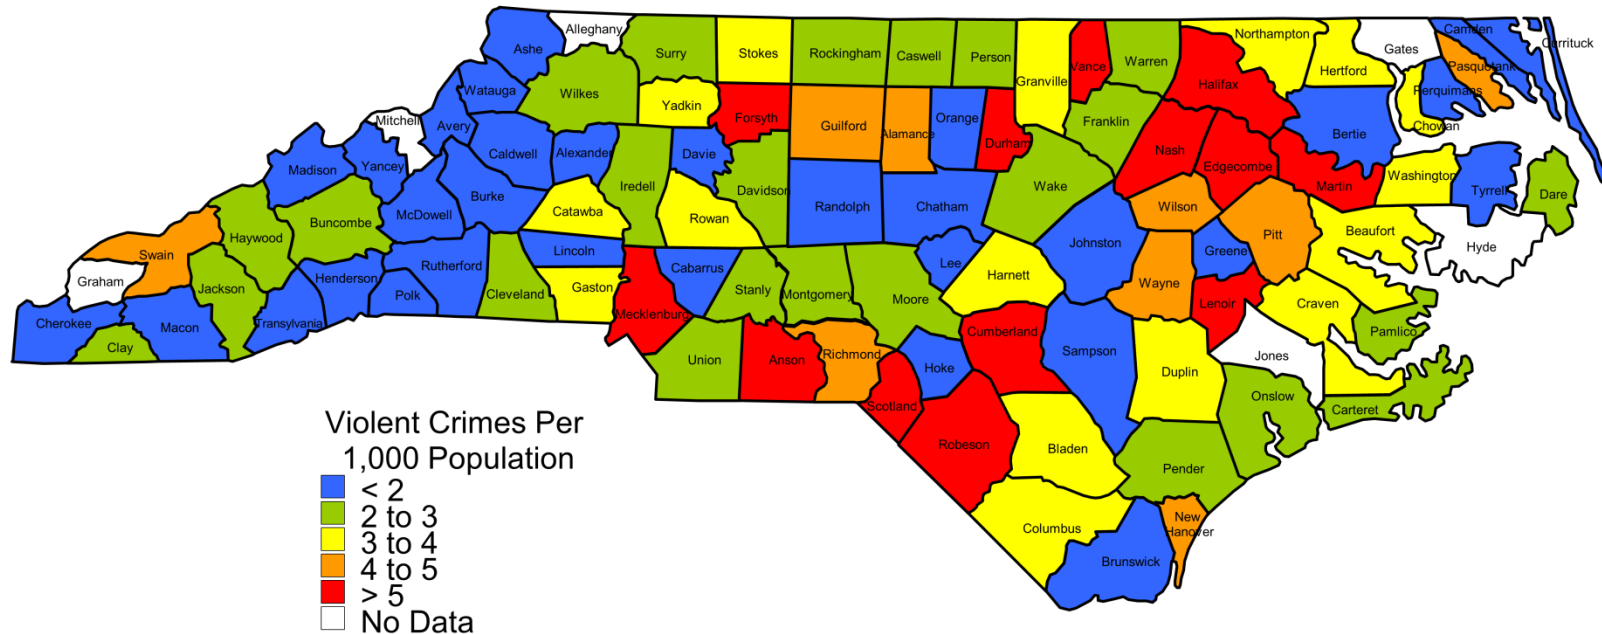 Ashe
Alleghany
Surry
Stokes
Rockingham
Caswell
Person
Granville
Vance
Warren
Northampton
Halifax
Hertford
Gates
Camden
Currituck
Pasquotank
Perquimans
Chowan
Bertie
Watauga
Wilkes
Yadkin
Forsyth
Guilford
Alamance
Orange
Durham
Franklin
Nash
Edgecombe
Martin
Washington
Tyrrell
Dare
Mitchell
Avery
Caldwell
Alexander
Iredell
Davie
Davidson
Randolph
Chatham
Wake
Wilson
Pitt
Beaufort
Hyde
Madison
Yancey
McDowell
Burke
Catawba
Rowan
Johnston
Greene
Swain
Haywood
Buncombe
Rutherford
Lincoln
Cabarrus
Lee
Harnett
Wayne
Lenoir
Craven
Pamlico
Graham
Jackson
Henderson
Polk
Cleveland
Gaston
Mecklenburg
Stanly
Montgomery
Moore
Cherokee
Clay
Macon
Transylvania
Union
Anson
Richmond
Hoke
Cumberland
Sampson
Duplin
Jones
Onslow
Carteret
Scotland
Robeson
Bladen
Pender
Columbus
Brunswick
New
Hanover
Violent Crimes Per
1,000 Population
< 2
2 to 3
3 to 4
4 to 5
> 5
No Data